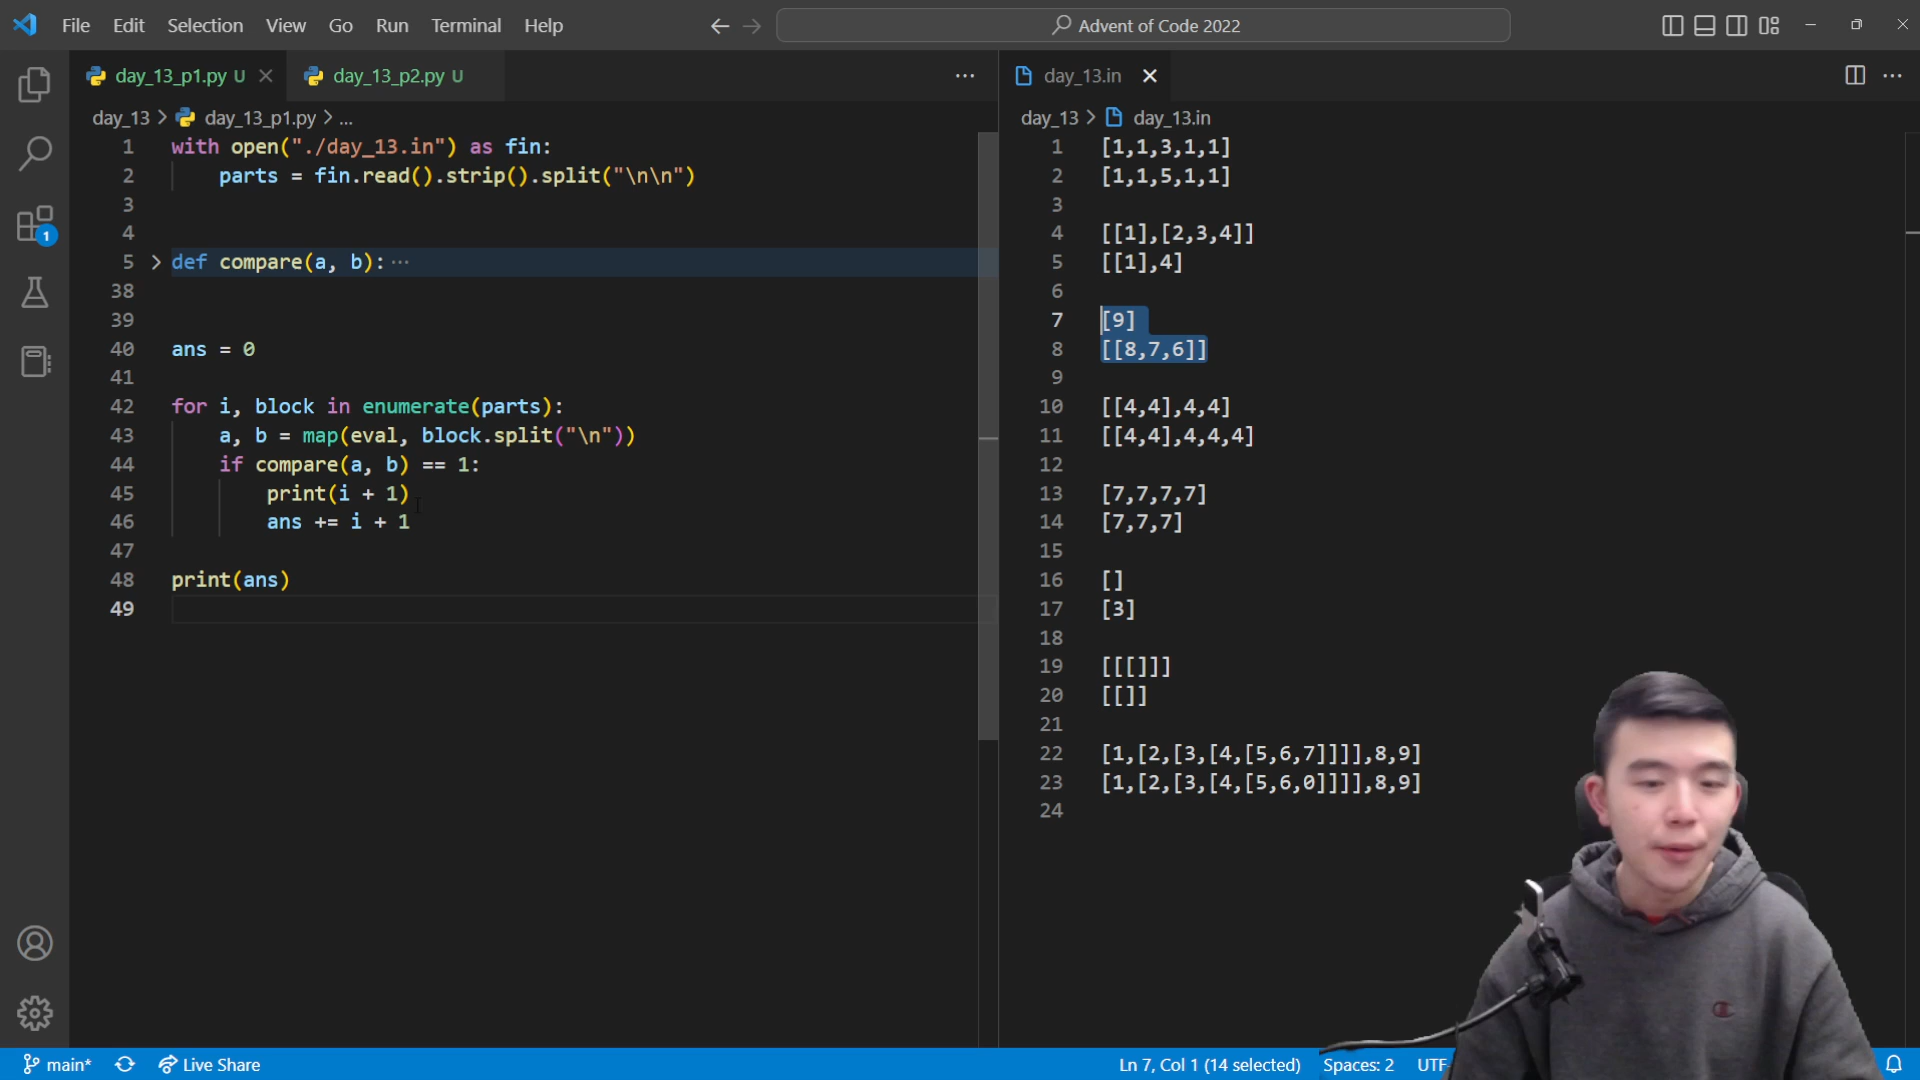 File Edit Selection View Go Run Terminal Help
Advent of Code 2022
day_13_p1.py U
day_13_p2.py U
day_13 > day_13_p1.py > ...
1 with open("./day_13.in") as fin:
2 parts = fin.read().strip().split("\n\n")
3
4
5 def compare(a, b): ...
38
39
40 ans = 0
41
42 for i, block in enumerate(parts):
43 a, b = map(eval, block.split("\n"))
44 if compare(a, b) == 1:
45 print(i + 1)
46 ans += i + 1
47
48 print(ans)
49
day_13.in
day_13 > day_13.in
1 [1,1,3,1,1]
2 [1,1,5,1,1]
3
4 [[1],[2,3,4]]
5 [[1],4]
6
7 [9]
8 [[8,7,6]]
9
10 [[4,4],4,4]
11 [[4,4],4,4,4]
12
13 [7,7,7,7]
14 [7,7,7]
15
16 []
17 [3]
18
19 [[[]]]
20 [[]]
21
22 [1,[2,[3,[4,[5,6,7]]]],8,9]
23 [1,[2,[3,[4,[5,6,0]]]],8,9]
24
1
main* Live Share
Ln 7, Col 1 (14 selected) Spaces: 2 UTF-